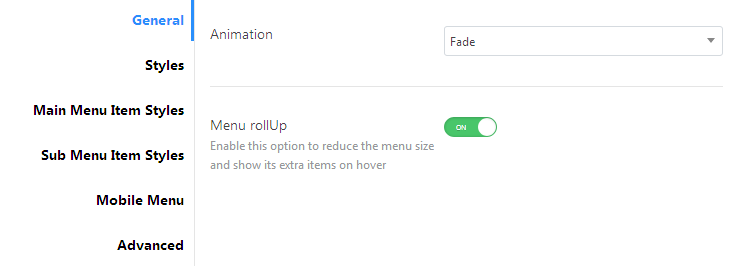 General
Styles
Main Menu Item Styles
Sub Menu Item Styles
Mobile Menu
Advanced
Animation
Fade
Menu rollUp
ON
Enable this option to reduce the menu size
and show its extra items on hover